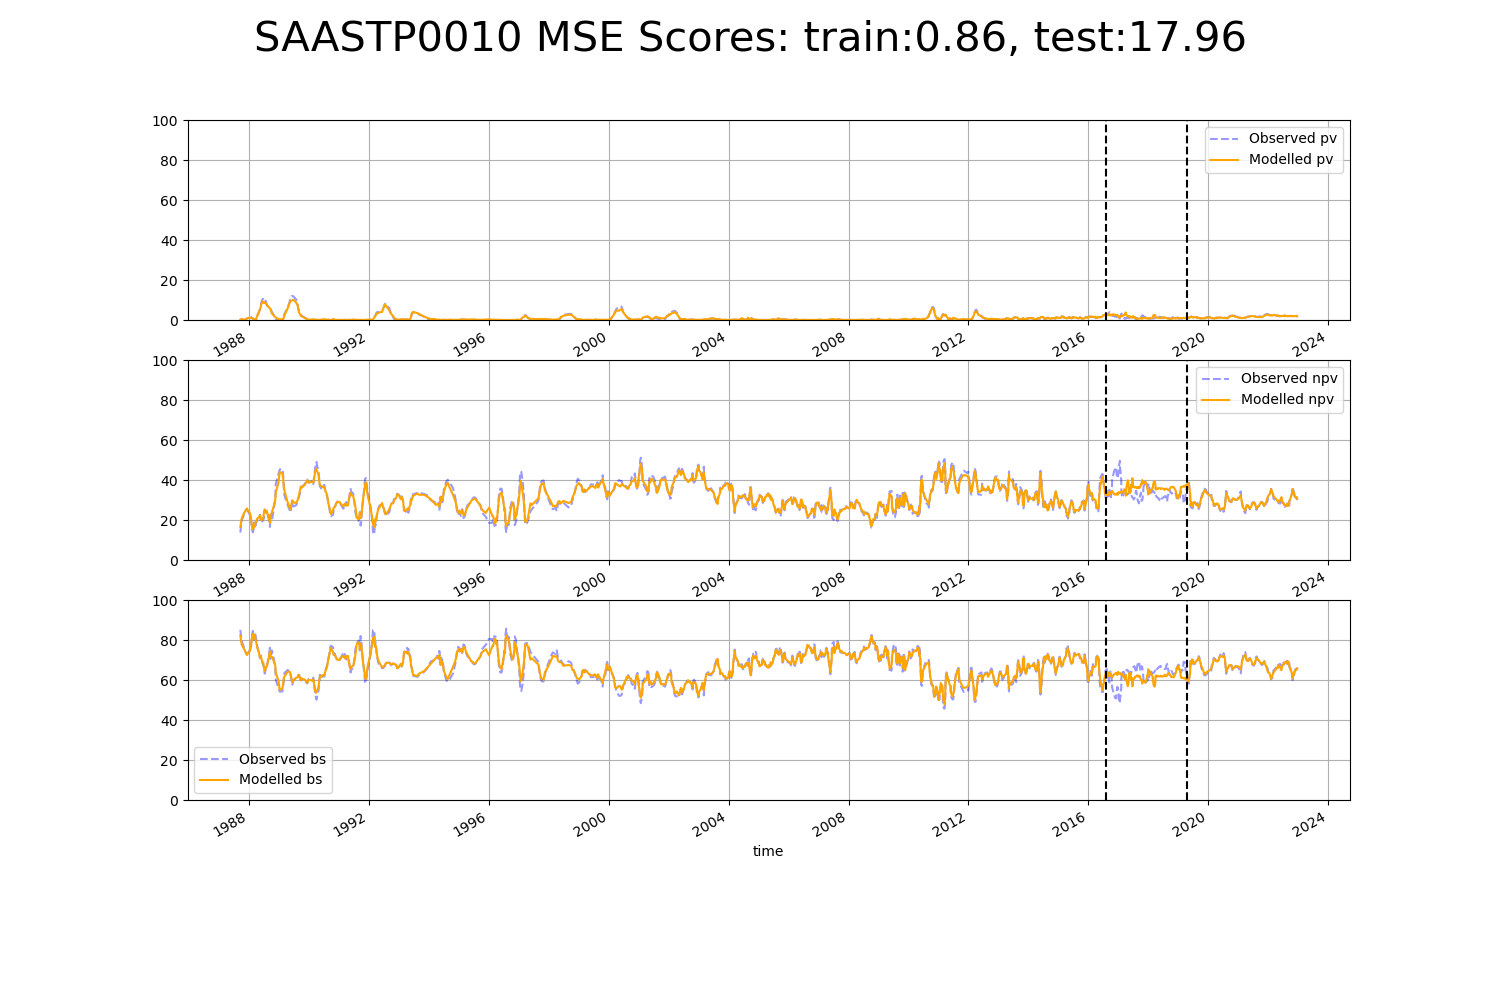 SAASTP0010 MSE Scores: train:0.86, test:17.96
100
80
60
40
20
0
Observed pv
Modelled pv
1988 1992 1996 2000 2004 2008 2012 2016 2020 2024
100
80
60
40
20
0
Observed npv
Modelled npv
1988 1992 1996 2000 2004 2008 2012 2016 2020 2024
100
80
60
40
20
0
Observed bs
Modelled bs
1988 1992 1996 2000 2004 2008 2012 2016 2020 2024
time